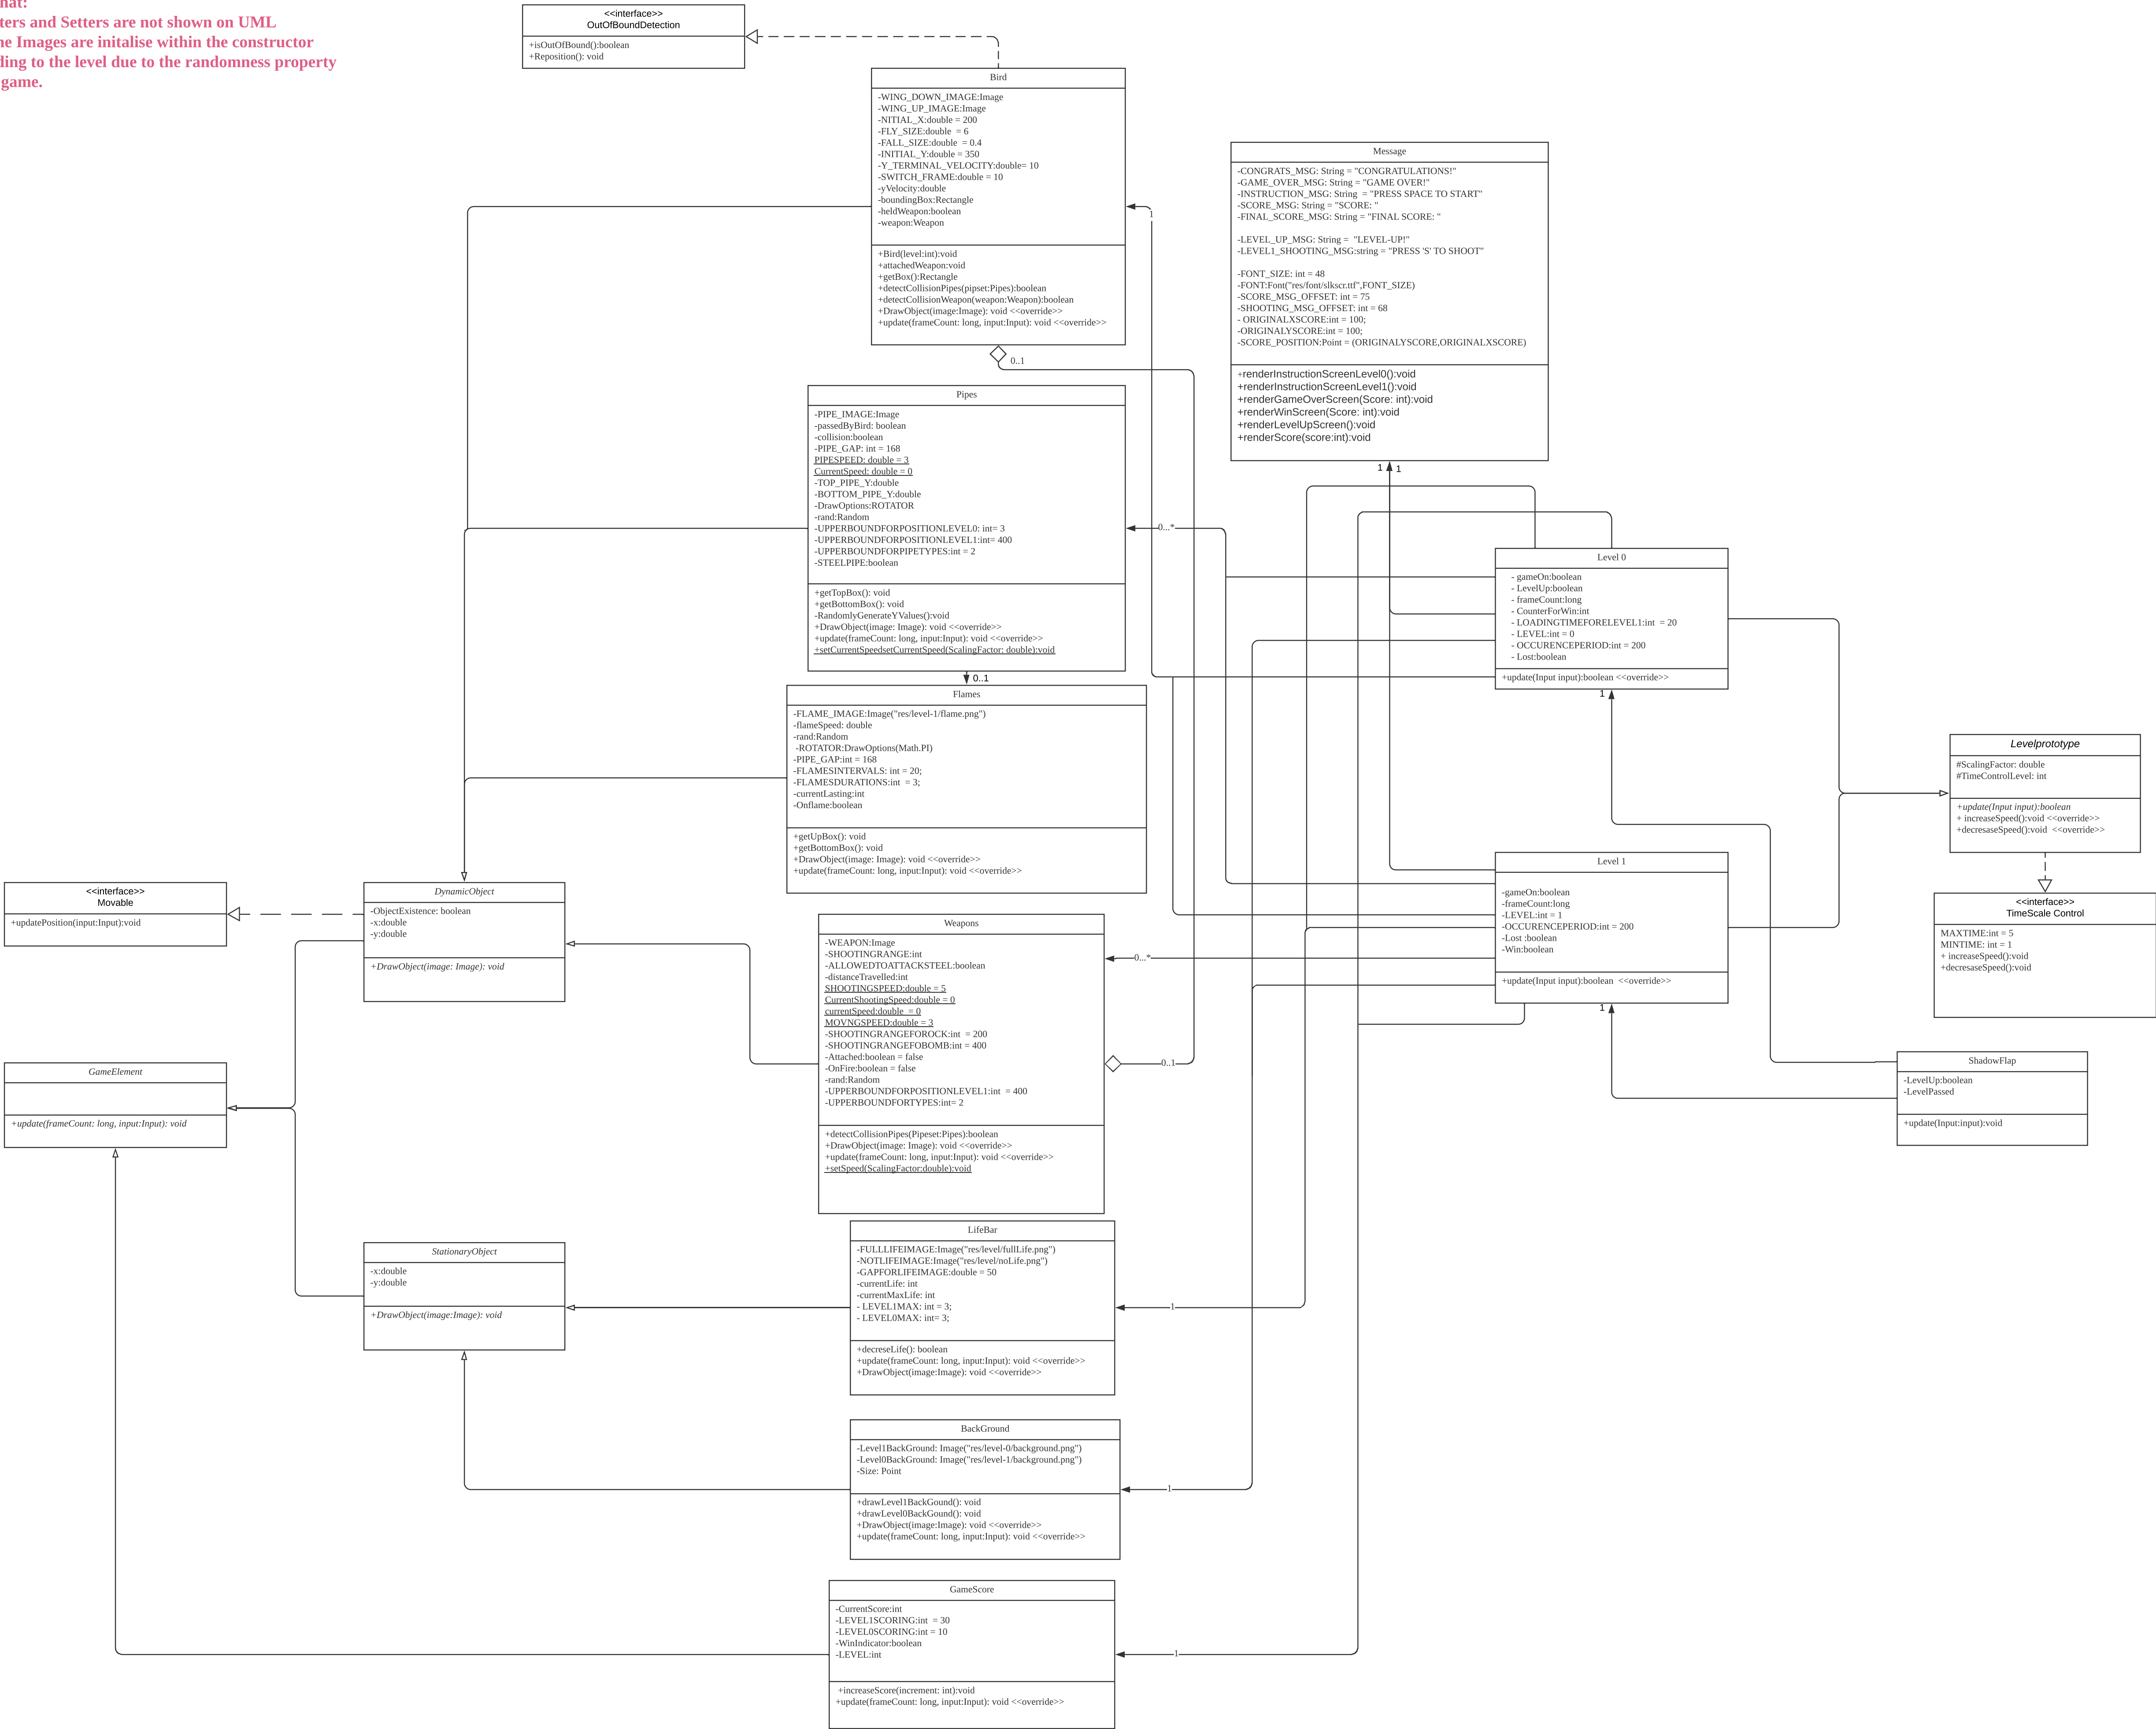 hat:
ters and Setters are not shown on UML
ne Images are initalise within the constructor
ding to the level due to the randomness property
game.
<<interface>>
OutOfBoundDetection
+isOutOfBound():boolean
+Reposition(): void
Bird
-WING_DOWN_IMAGE:Image
-WING_UP_IMAGE:Image
-NITIAL_X:double = 200
-FLY_SIZE:double  = 6
-FALL_SIZE:double  = 0.4
-INITIAL_Y:double = 350
-Y_TERMINAL_VELOCITY:double= 10
-SWITCH_FRAME:double = 10
-yVelocity:double
-boundingBox:Rectangle
-heldWeapon:boolean
-weapon:Weapon
+Bird(level:int):void
+attachedWeapon:void
+getBox():Rectangle
+detectCollisionPipes(pipset:Pipes):boolean
+detectCollisionWeapon(weapon:Weapon):boolean
+DrawObject(image:Image): void <<override>>
+update(frameCount: long, input:Input): void <<override>>
1
0..1
Message
-CONGRATS_MSG: String = "CONGRATULATIONS!"
-GAME_OVER_MSG: String = "GAME OVER!"
-INSTRUCTION_MSG: String  = "PRESS SPACE TO START"
-SCORE_MSG: String = "SCORE: "
-FINAL_SCORE_MSG: String = "FINAL SCORE: "
-LEVEL_UP_MSG: String =  "LEVEL-UP!"
-LEVEL1_SHOOTING_MSG:string = "PRESS 'S' TO SHOOT"
-FONT_SIZE: int = 48
-FONT:Font("res/font/slkscr.ttf",FONT_SIZE)
-SCORE_MSG_OFFSET: int = 75
-SHOOTING_MSG_OFFSET: int = 68
- ORIGINALXSCORE:int = 100;
-ORIGINALYSCORE:int = 100;
-SCORE_POSITION:Point = (ORIGINALYSCORE,ORIGINALXSCORE)
+renderInstructionScreenLevel0():void
+renderInstructionScreenLevel1():void
+renderGameOverScreen(Score: int):void
+renderWinScreen(Score: int):void
+renderLevelUpScreen():void
+renderScore(score:int):void
1 1
Pipes
-PIPE_IMAGE:Image
-passedByBird: boolean
-collision:boolean
-PIPE_GAP: int = 168
PIPESPEED: double = 3
CurrentSpeed: double = 0
-TOP_PIPE_Y:double
-BOTTOM_PIPE_Y:double
-DrawOptions:ROTATOR
-rand:Random
-UPPERBOUNDFORPOSITIONLEVEL0: int= 3
-UPPERBOUNDFORPOSITIONLEVEL1:int= 400
-UPPERBOUNDFORPIPETYPES:int = 2
-STEELPIPE:boolean
+getTopBox(): void
+getBottomBox(): void
-RandomlyGenerateYValues():void
+DrawObject(image: Image): void <<override>>
+update(frameCount: long, input:Input): void <<override>>
+setCurrentSpeedsetCurrentSpeed(ScalingFactor: double):void
0...*
0..1
Flames
-FLAME_IMAGE:Image("res/level-1/flame.png")
-flameSpeed: double
-rand:Random
-ROTATOR:DrawOptions(Math.PI)
-PIPE_GAP:int = 168
-FLAMESINTERVALS: int = 20;
-FLAMESDURATIONS:int  = 3;
-currentLasting:int
-Onflame:boolean
+getUpBox(): void
+getBottomBox(): void
+DrawObject(image: Image): void <<override>>
+update(frameCount: long, input:Input): void <<override>>
Level 0
- gameOn:boolean
- LevelUp:boolean
- frameCount:long
- CounterForWin:int
- LOADINGTIMEFORELEVEL1:int  = 20
- LEVEL:int = 0
- OCCURENCEPERIOD:int = 200
- Lost:boolean
+update(Input input):boolean <<override>>
1
Levelprototype
#ScalingFactor: double
#TimeControlLevel: int
+update(Input input):boolean
+ increaseSpeed():void <<override>>
+decresaseSpeed():void  <<override>>
Level 1
-gameOn:boolean
-frameCount:long
-LEVEL:int = 1
-OCCURENCEPERIOD:int = 200
-Lost :boolean
-Win:boolean
+update(Input input):boolean  <<override>>
1
<<interface>>
TimeScale Control
MAXTIME:int = 5
MINTIME: int = 1
+ increaseSpeed():void
+decresaseSpeed():void
ShadowFlap
-LevelUp:boolean
-LevelPassed
+update(Input:input):void
<<interface>>
Movable
+updatePosition(input:Input):void
DynamicObject
-ObjectExistence: boolean
-x:double
-y:double
+DrawObject(image: Image): void
Weapons
-WEAPON:Image
-SHOOTINGRANGE:int
-ALLOWEDTOATTACKSTEEL:boolean
-distanceTravelled:int
SHOOTINGSPEED:double = 5
CurrentShootingSpeed:double = 0
currentSpeed:double  = 0
MOVNGSPEED:double = 3
-SHOOTINGRANGEFOROCK:int  = 200
-SHOOTINGRANGEFOBOMB:int = 400
-Attached:boolean = false
-OnFire:boolean = false
-rand:Random
-UPPERBOUNDFORPOSITIONLEVEL1:int  = 400
-UPPERBOUNDFORTYPES:int= 2
+detectCollisionPipes(Pipeset:Pipes):boolean
+DrawObject(image: Image): void <<override>>
+update(frameCount: long, input:Input): void <<override>>
+setSpeed(ScalingFactor:double):void
0...*
0..1
GameElement
+update(frameCount: long, input:Input): void
StationaryObject
-x:double
-y:double
+DrawObject(image:Image): void
LifeBar
-FULLLIFEIMAGE:Image("res/level/fullLife.png")
-NOTLIFEIMAGE:Image("res/level/noLife.png")
-GAPFORLIFEIMAGE:double = 50
-currentLife: int
-currentMaxLife: int
- LEVEL1MAX: int = 3;
- LEVEL0MAX: int= 3;
+decreseLife(): boolean
+update(frameCount: long, input:Input): void <<override>>
+DrawObject(image:Image): void <<override>>
1
BackGround
-Level1BackGround: Image("res/level-0/background.png")
-Level0BackGround: Image("res/level-1/background.png")
-Size: Point
+drawLevel1BackGound(): void
+drawLevel0BackGound(): void
+DrawObject(image:Image): void <<override>>
+update(frameCount: long, input:Input): void <<override>>
1
GameScore
-CurrentScore:int
-LEVEL1SCORING:int  = 30
-LEVEL0SCORING:int = 10
-WinIndicator:boolean
-LEVEL:int
+increaseScore(increment: int):void
+update(frameCount: long, input:Input): void <<override>>
1